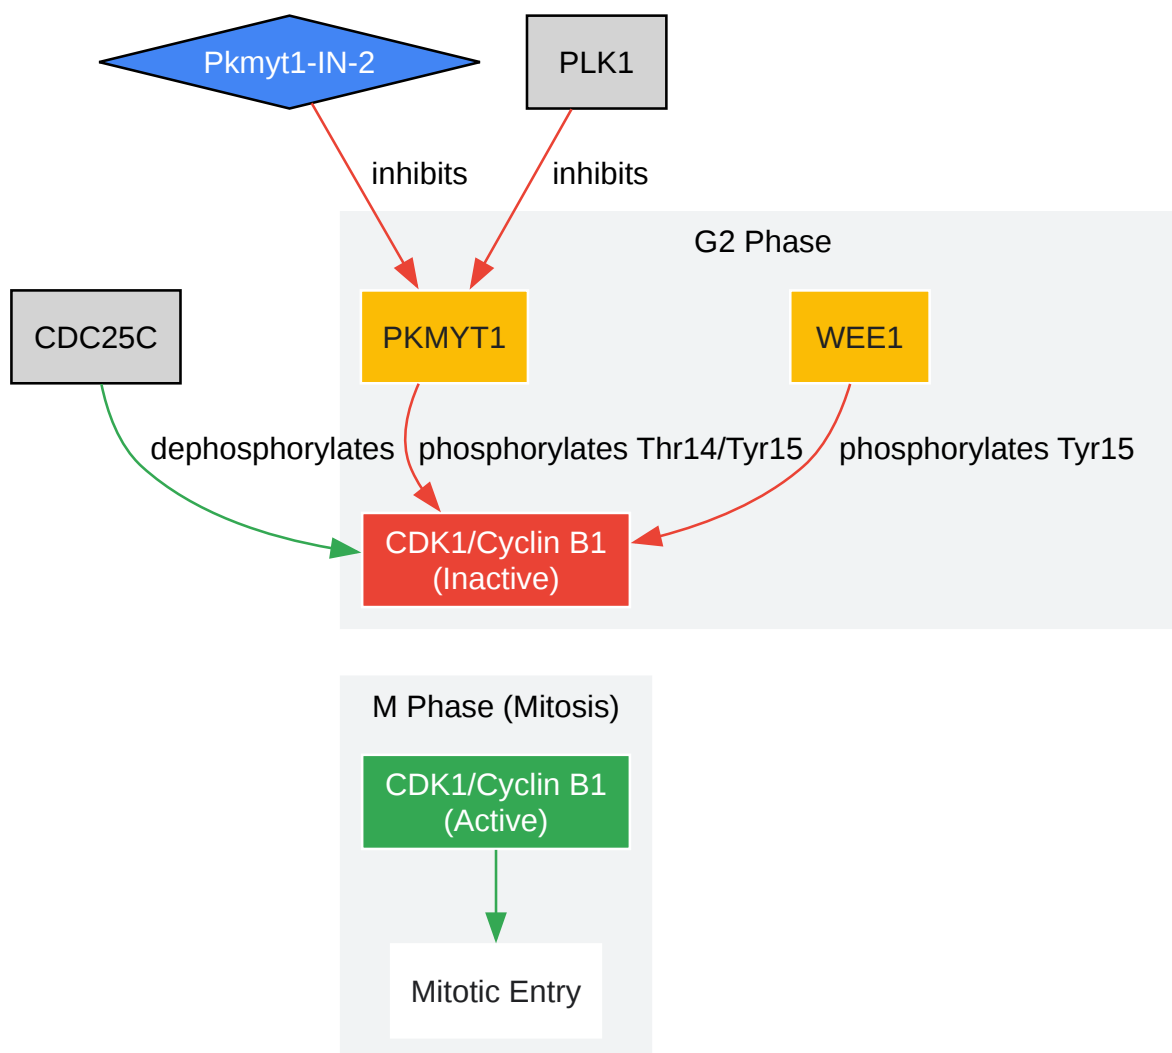 Pkmyt1-IN-2
PLK1
inhibits
inhibits
G2 Phase
CDC25C
PKMYT1
WEE1
dephosphorylates
phosphorylates Thr14/Tyr15
phosphorylates Tyr15
CDK1/Cyclin B1
(Inactive)
M Phase (Mitosis)
CDK1/Cyclin B1
(Active)
Mitotic Entry